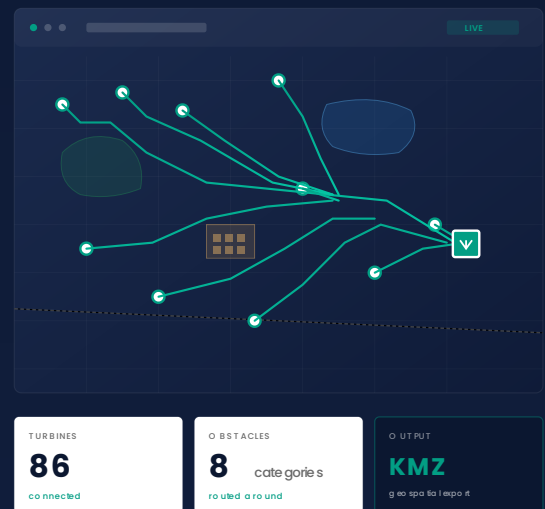 LIVE
TURBINES
86
connected
OBSTACLES
8 categories
routed around
OUTPUT
KMZ
geospatial export